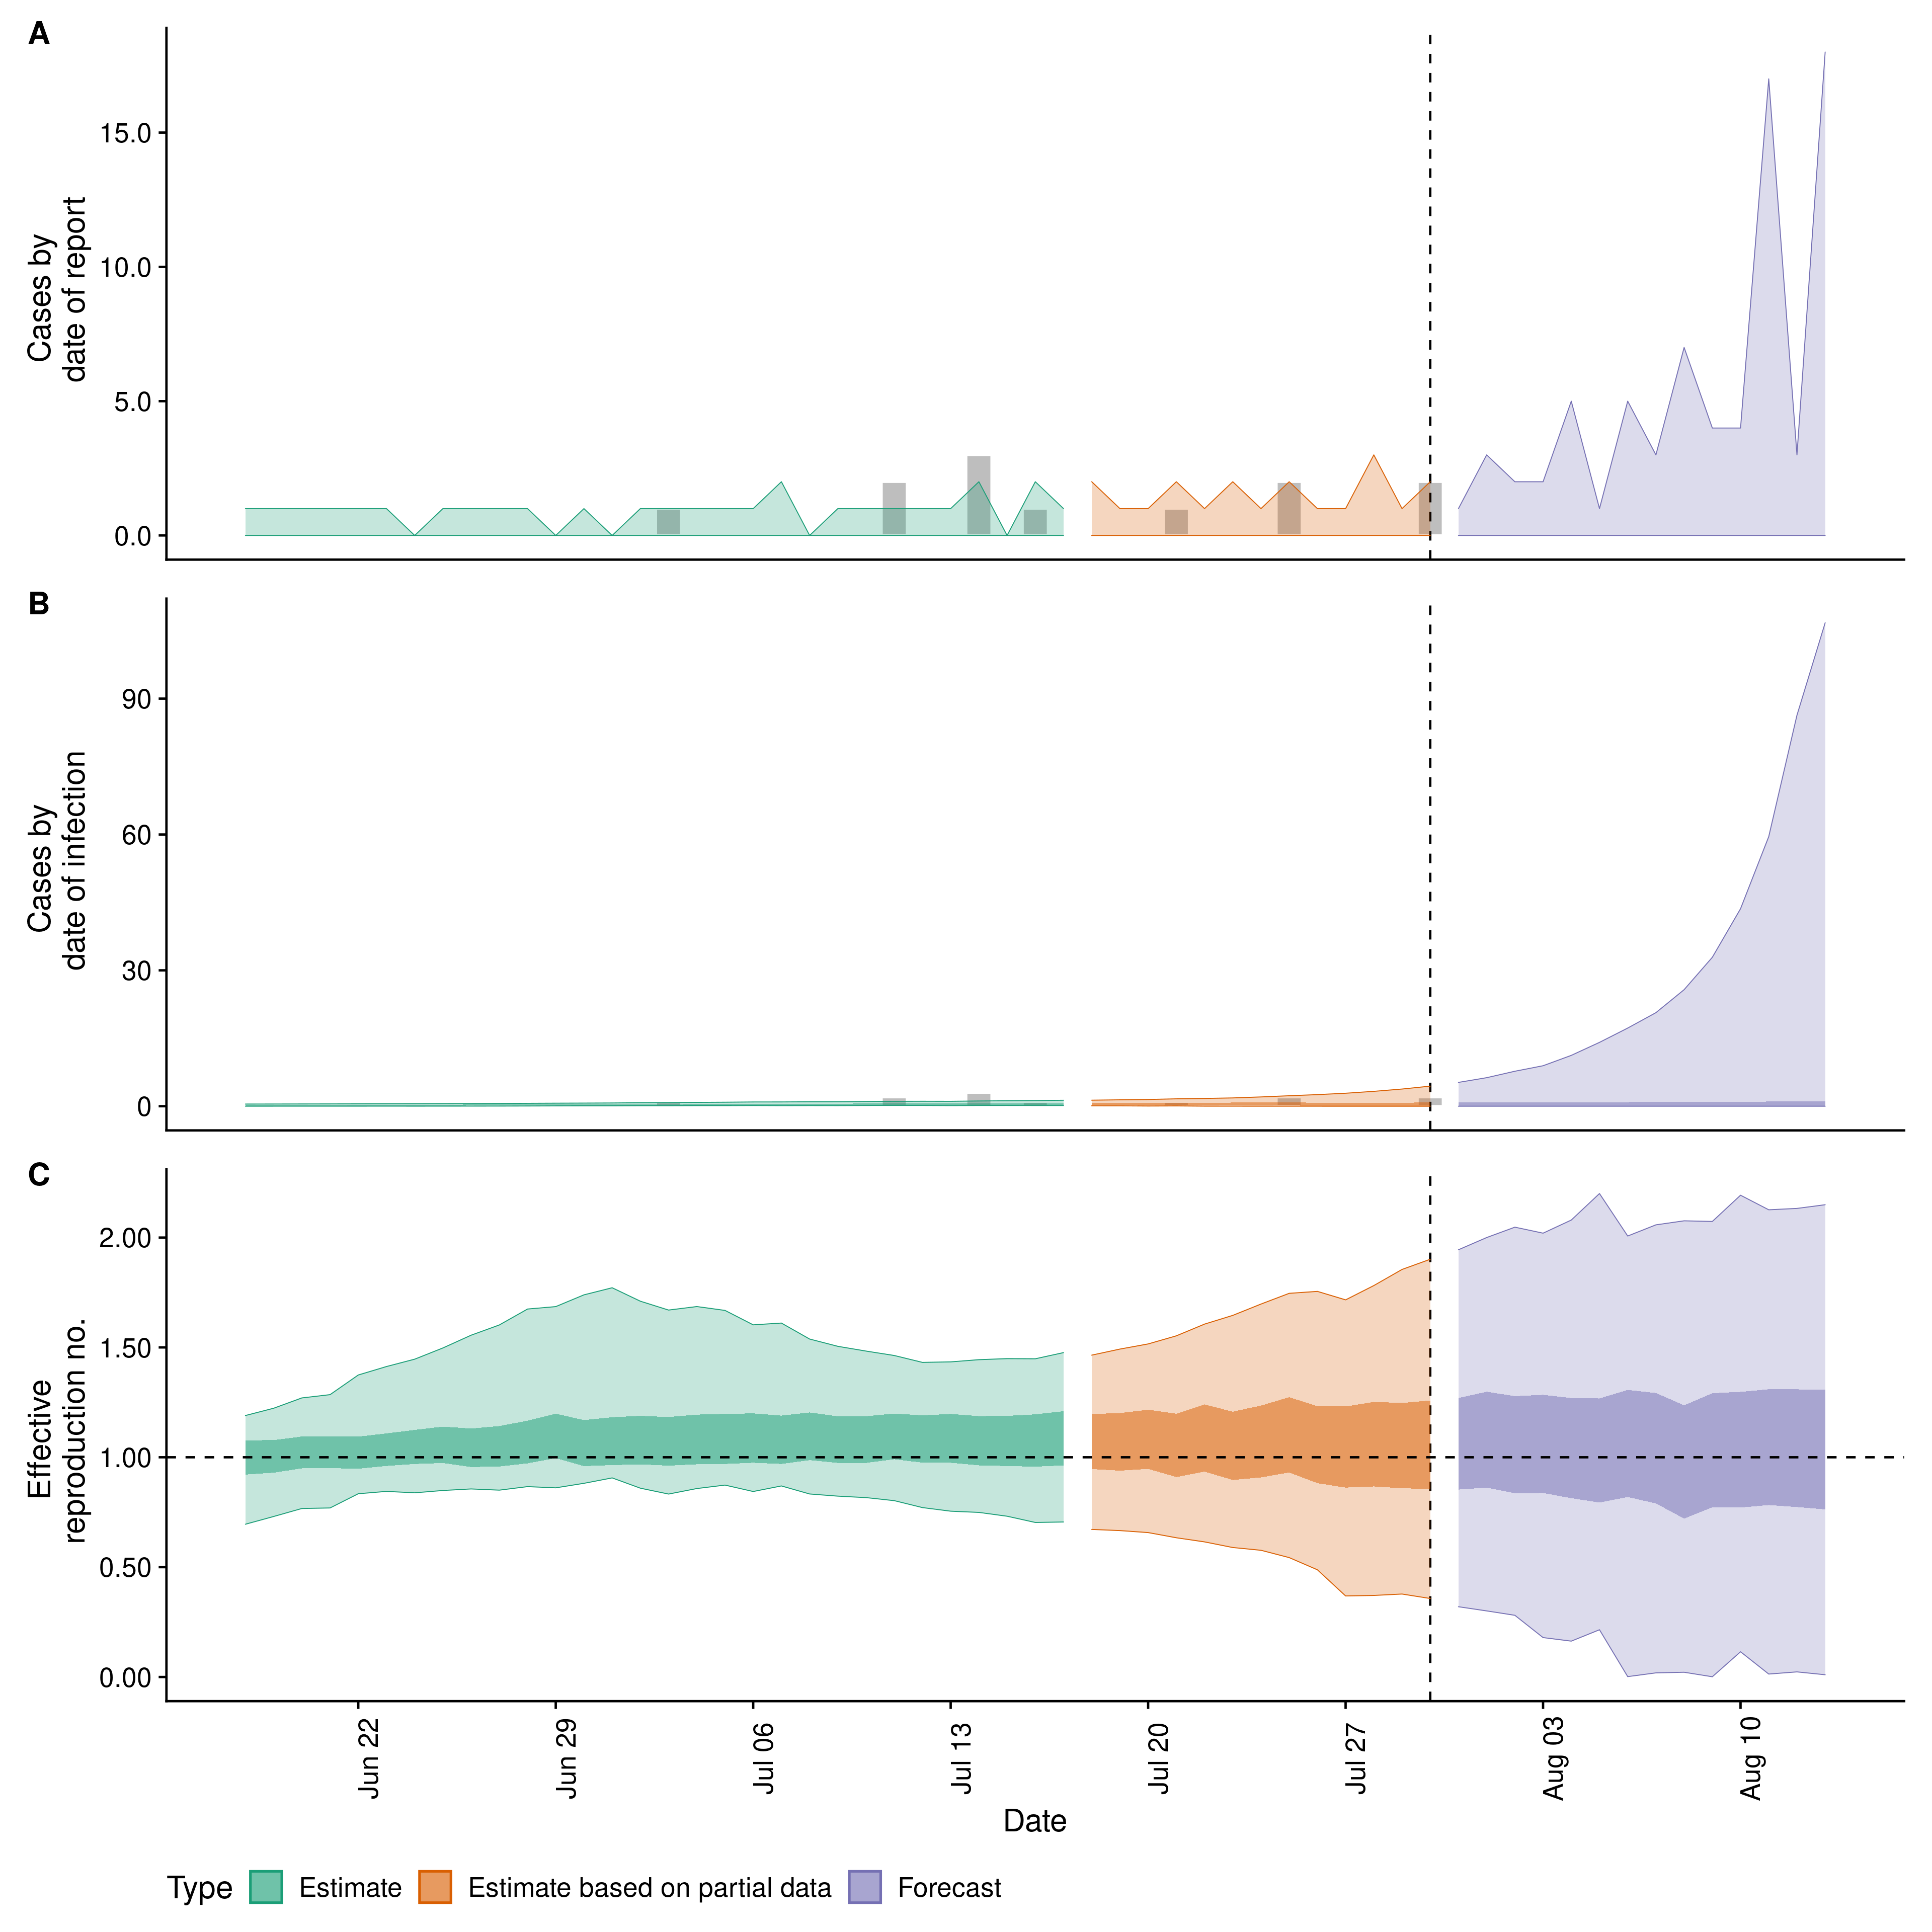 A
Cases by
date of report
15.0
10.0
5.0
0.0
B
Cases by
date of infection
90
60
30
0
C
Effective
reproduction no.
2.00
1.50
1.00
0.50
0.00
Jun 22
Jun 29
Jul 06
Jul 13
Jul 20
Jul 27
Aug 03
Aug 10
Date
Type Estimate Estimate based on partial data Forecast